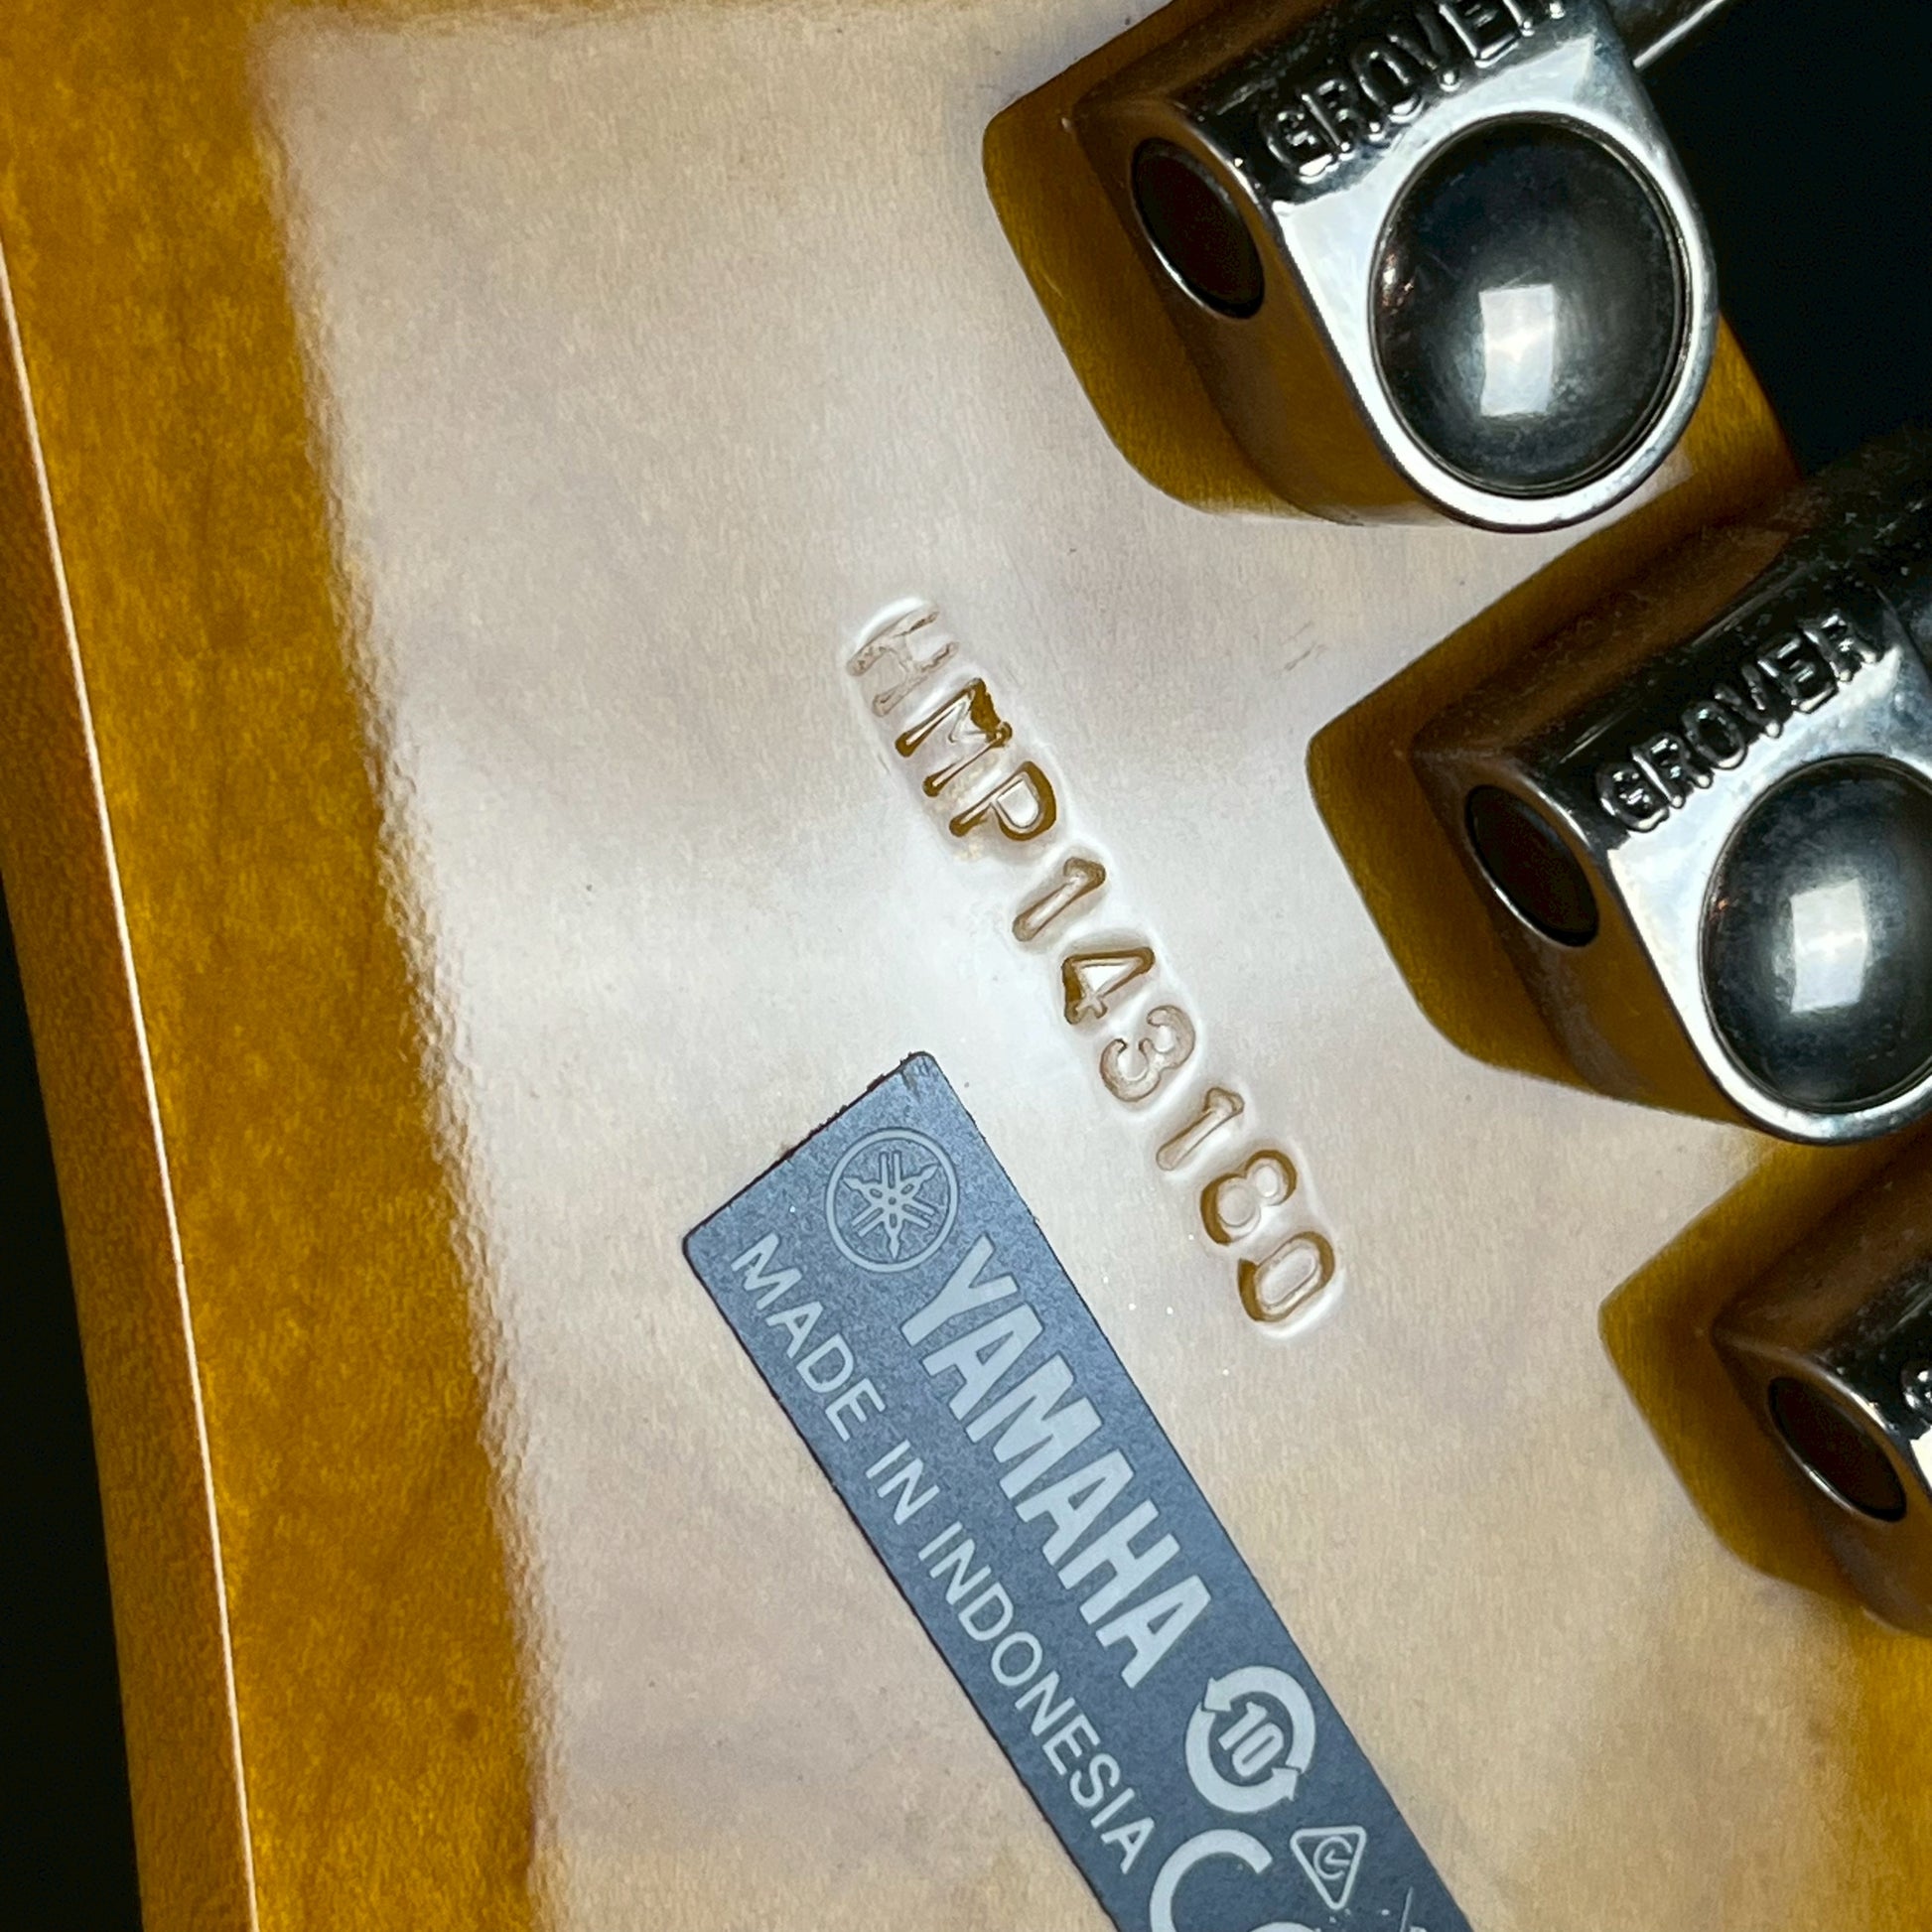 GROVER
GROVER
HMP143180
YAMAHA
MADE IN INDONESIA
10